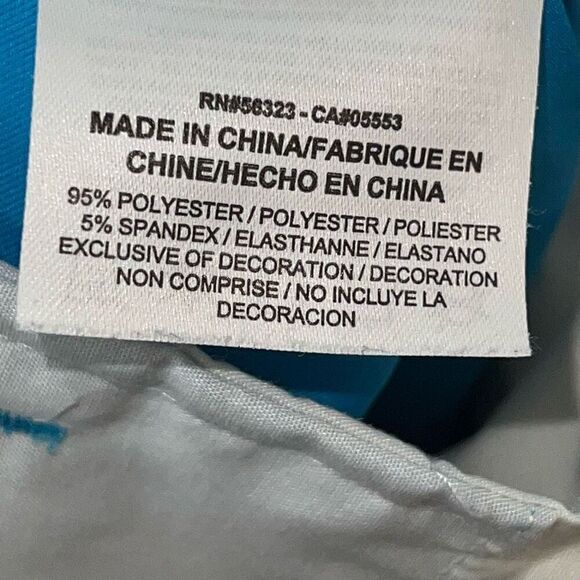 RN#56323 - CA#05553
MADE IN CHINA/FABRIQUE EN
CHINE/HECHO EN CHINA
95% POLYESTER / POLYESTER / POLIESTER
5% SPANDEX / ELASTHANNE / ELASTANO
EXCLUSIVE OF DECORATION / DECORATION
NON COMPRISE / NO INCLUYE LA
DECORACION